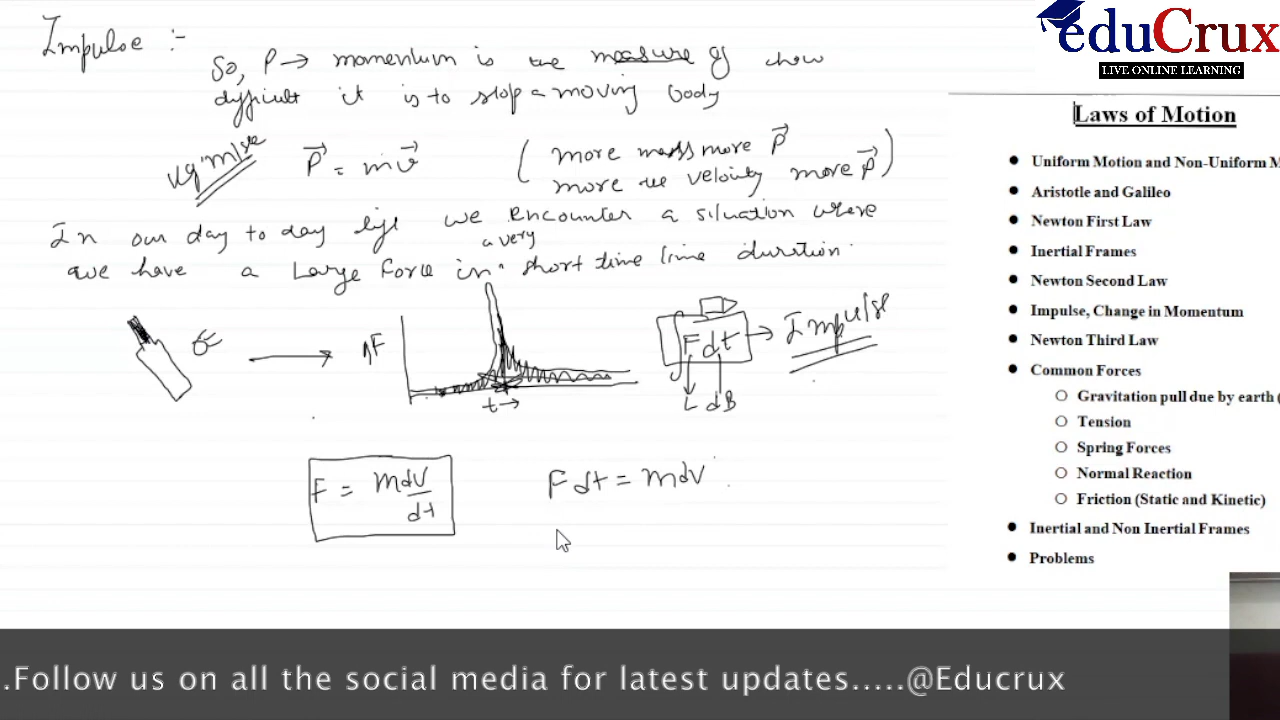 Impulse :-
So, P → momentum is the measure of how
difficult it is to stop a moving body
kg m/se
P = mv
( more mass more P
more velocity more P )
In our day to day life we encounter a situation where
a very
we have a Large Force in short time time duration
F
t →
F dt → Impulse
L dB
F = mdV
dt
F dt = mdV
eduCrux
LIVE ONLINE LEARNING
Laws of Motion
Uniform Motion and Non-Uniform M
Aristotle and Galileo
Newton First Law
Inertial Frames
Newton Second Law
Impulse, Change in Momentum
Newton Third Law
Common Forces
Gravitation pull due by earth (
Tension
Spring Forces
Normal Reaction
Friction (Static and Kinetic)
Inertial and Non Inertial Frames
Problems
.Follow us on all the social media for latest updates.....@Educrux